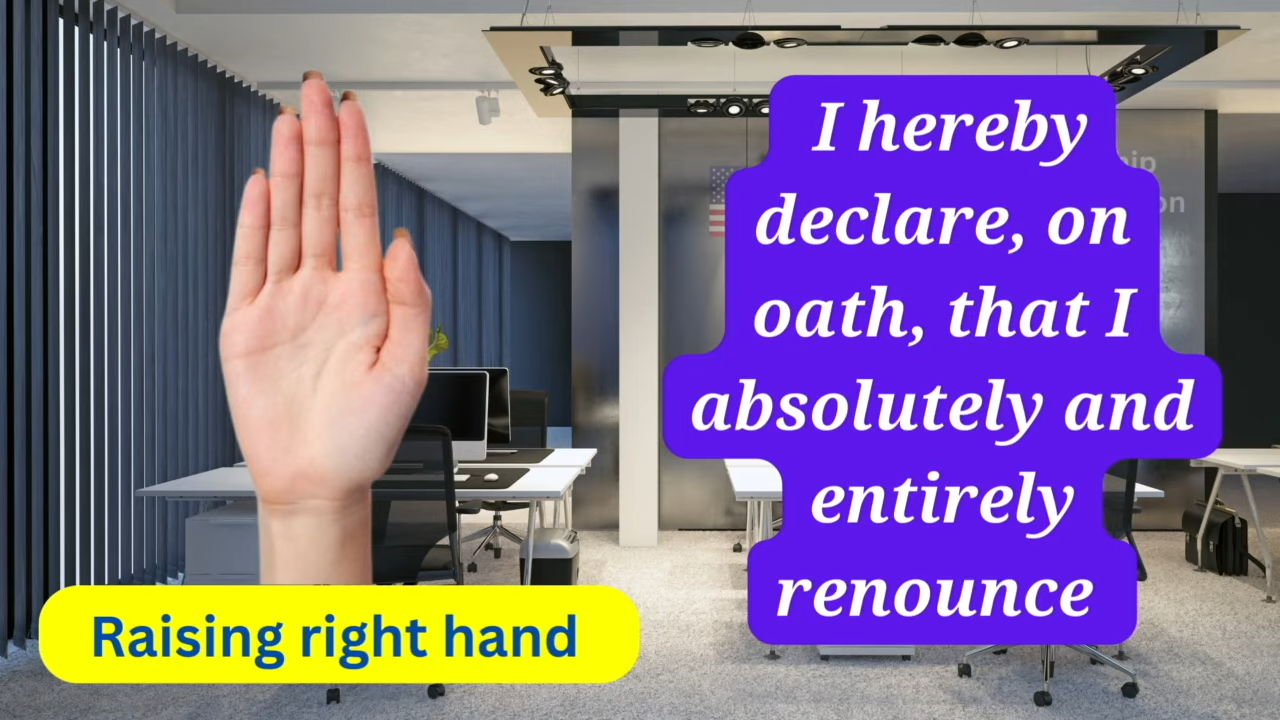 I hereby
declare, on
oath, that I
absolutely and
entirely
renounce
Raising right hand